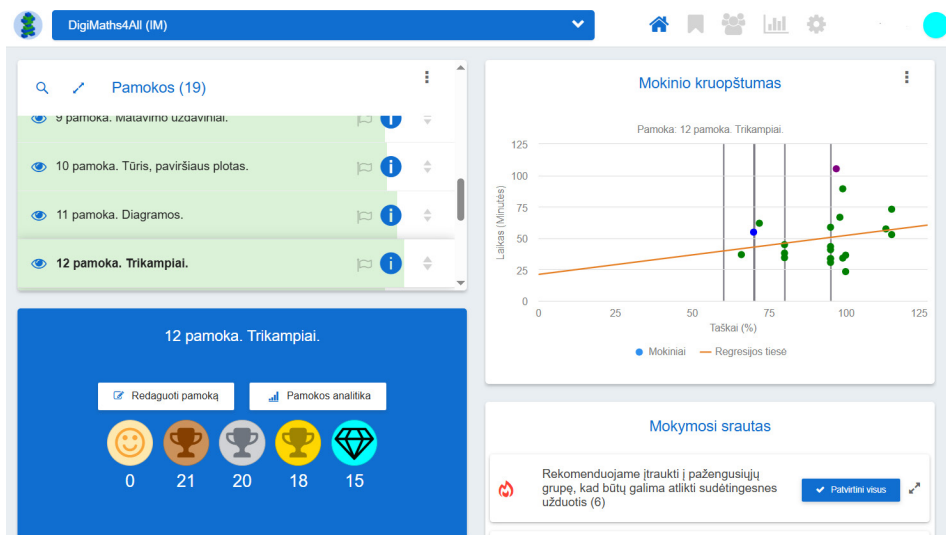 DigiMaths4All (IM)
Pamokos (19)
9 pamoka. Matavimo uždaviniai.
10 pamoka. Tūris, paviršiaus plotas.
11 pamoka. Diagramos.
12 pamoka. Trikampiai.
12 pamoka. Trikampiai.
Redaguoti pamoką
Pamokos analitika
0 21 20 18 15
Mokinio kruopštumas
Pamoka: 12 pamoka. Trikampiai.
Laikas (Minutės)
125
100
75
50
25
0
0 25 50 75 100 125
Taškai (%)
Mokiniai Regresijos tiesė
Mokymosi srautas
Rekomenduojame įtraukti į pažengusiųjų
grupę, kad būtų galima atlikti sudėtingesnes
užduotis (6)
Patvirtini visus